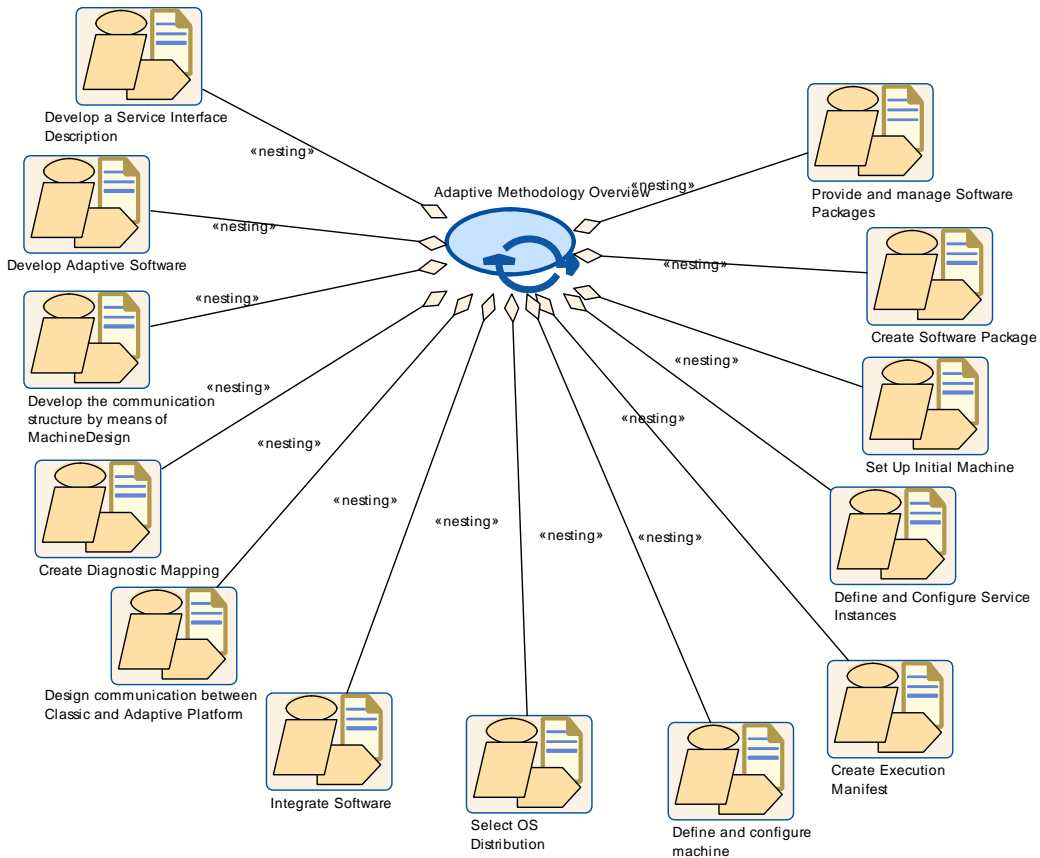 Develop a Service Interface
Description
«nesting»
Adaptive Methodology Overview
«nesting»
Provide and manage Software
Packages
«nesting»
Develop Adaptive Software
«nesting»
Create Software Package
«nesting»
Develop the communication
structure by means of
MachineDesign
«nesting»
Set Up Initial Machine
«nesting»
Create Diagnostic Mapping
«nesting»
Define and Configure Service
Instances
«nesting»
Design communication between
Classic and Adaptive Platform
«nesting»
Create Execution
Manifest
«nesting»
Integrate Software
«nesting»
Select OS
Distribution
«nesting»
Define and configure
machine